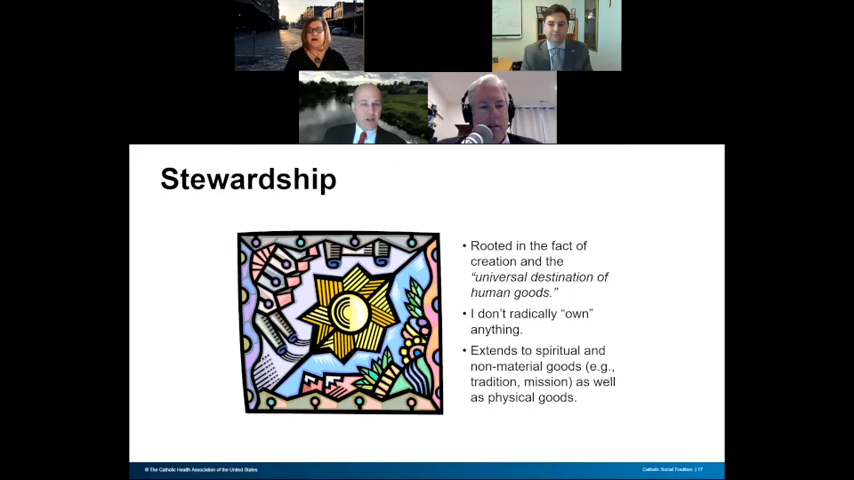 Stewardship
• Rooted in the fact of
creation and the
“universal destination of
human goods.”
• I don’t radically “own”
anything.
• Extends to spiritual and
non-material goods (e.g.,
tradition, mission) as well
as physical goods.
© The Catholic Health Association of the United States
Catholic Social Tradition | 17